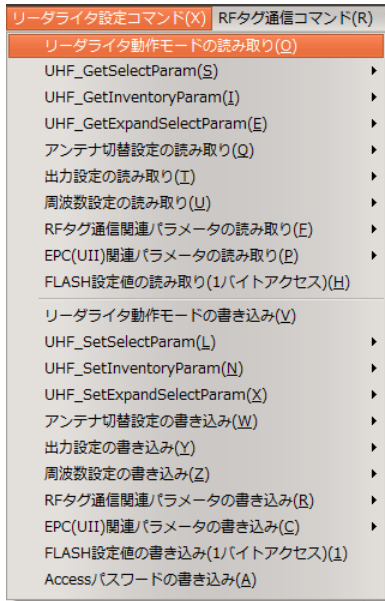 リーダライタ設定コマンド(X) RFタグ通信コマンド(R)
リーダライタ動作モードの読み取り(O)
UHF_GetSelectParam(S)
UHF_GetInventoryParam(I)
UHF_GetExpandSelectParam(E)
アンテナ切替設定の読み取り(Q)
出力設定の読み取り(T)
周波数設定の読み取り(U)
RFタグ通信関連パラメータの読み取り(F)
EPC(UII)関連パラメータの読み取り(P)
FLASH設定値の読み取り(1バイトアクセス)(H)
リーダライタ動作モードの書き込み(V)
UHF_SetSelectParam(L)
UHF_SetInventoryParam(N)
UHF_SetExpandSelectParam(X)
アンテナ切替設定の書き込み(W)
出力設定の書き込み(Y)
周波数設定の書き込み(Z)
RFタグ通信関連パラメータの書き込み(R)
EPC(UII)関連パラメータの書き込み(C)
FLASH設定値の書き込み(1バイトアクセス)(1)
Accessパスワードの書き込み(A)